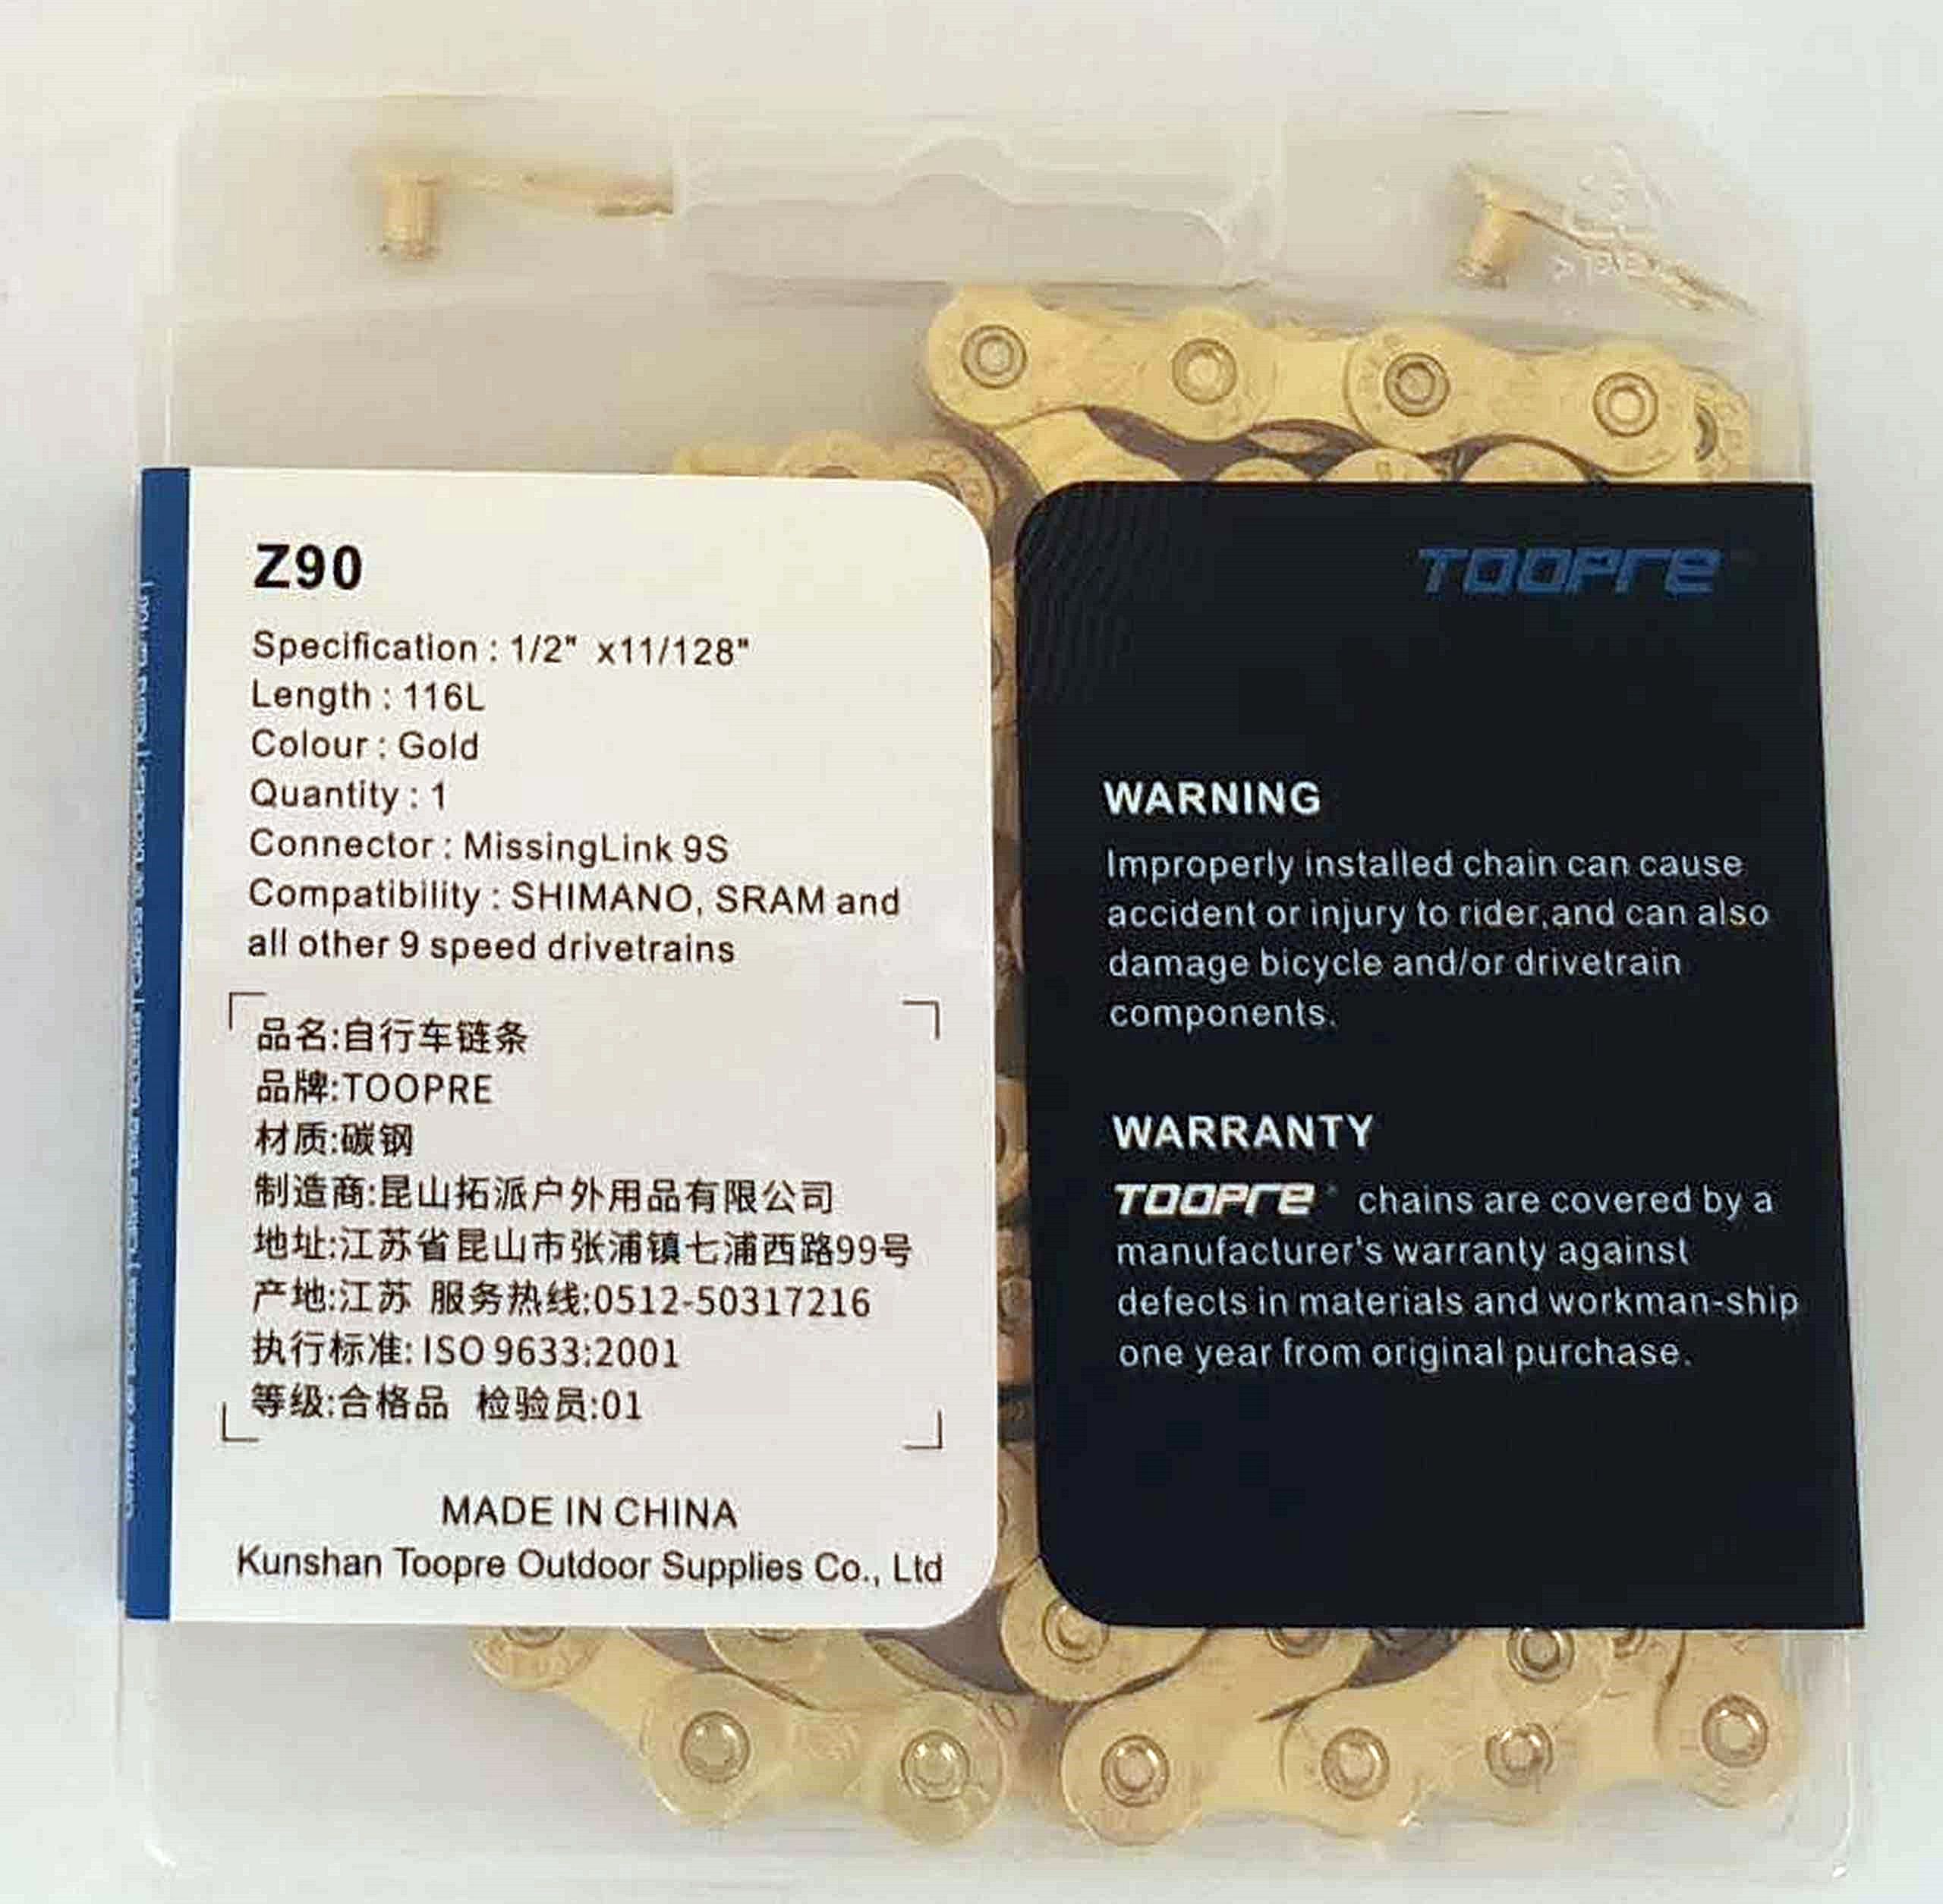 Z90
Specification : 1/2" x11/128"
Length : 116L
Colour : Gold
Quantity : 1
Connector : MissingLink 9S
Compatibility : SHIMANO, SRAM and
all other 9 speed drivetrains
品名:自行车链条
品牌:TOOPRE
材质:碳钢
制造商:昆山拓派户外用品有限公司
地址:江苏省昆山市张浦镇七浦西路99号
产地:江苏 服务热线:0512-50317216
执行标准: ISO 9633:2001
等级:合格品 检验员:01
MADE IN CHINA
Kunshan Toopre Outdoor Supplies Co., Ltd
TOOPre
WARNING
Improperly installed chain can cause
accident or injury to rider,and can also
damage bicycle and/or drivetrain
components.
WARRANTY
TOOPre chains are covered by a
manufacturer's warranty against
defects in materials and workman-ship
one year from original purchase.